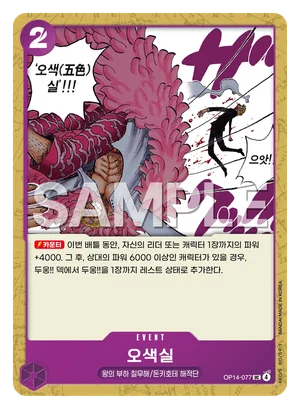 2
'오색(五色)
실'!!!
으앗!
SAMPLE
카운터 이번 배틀 동안, 자신의 리더 또는 캐릭터 1장까지의 파워
+4000. 그 후, 상대의 파워 6000 이상인 캐릭터가 있을 경우,
두웅!! 덱에서 두웅!!을 1장까지 레스트 상태로 추가한다.
EVENT
오색실
왕의 부하 칠무해/돈키호테 해적단
OP14-077 UC 4